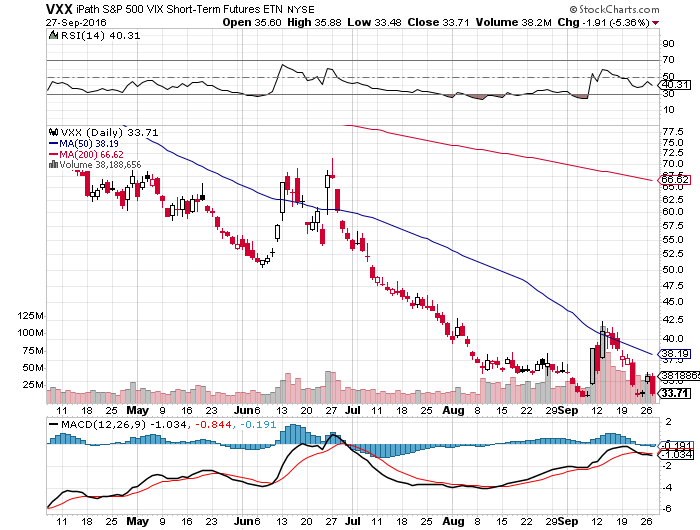 VXX iPath S&P 500 VIX Short-Term Futures ETN NYSE © StockCharts.com
27-Sep-2016 Open 35.60 High 35.88 Low 33.48 Close 33.71 Volume 38.2M Chg -1.91 (-5.36%)
RSI(14) 40.31
90
70
50
40.31
30
10
VXX (Daily) 33.71
MA(50) 38.19
MA(200) 66.62
Volume 38,188,656
77.5
75.0
72.5
70.0
66.62
65.0
62.5
60.0
57.5
55.0
52.5
50.0
47.5
45.0
42.5
40.0
38.19
33.71
125M
100M
75M
50M
25M
11 18 25 May 9 16 23 Jun 6 13 20 27 Jul 11 18 25 Aug 8 15 22 29 Sep 12 19 26
MACD(12,26,9) -1.034, -0.844, -0.191
2
-0.191
-1.034
-2
-4
-6
11 18 25 May 9 16 23 Jun 6 13 20 27 Jul 11 18 25 Aug 8 15 22 29 Sep 12 19 26